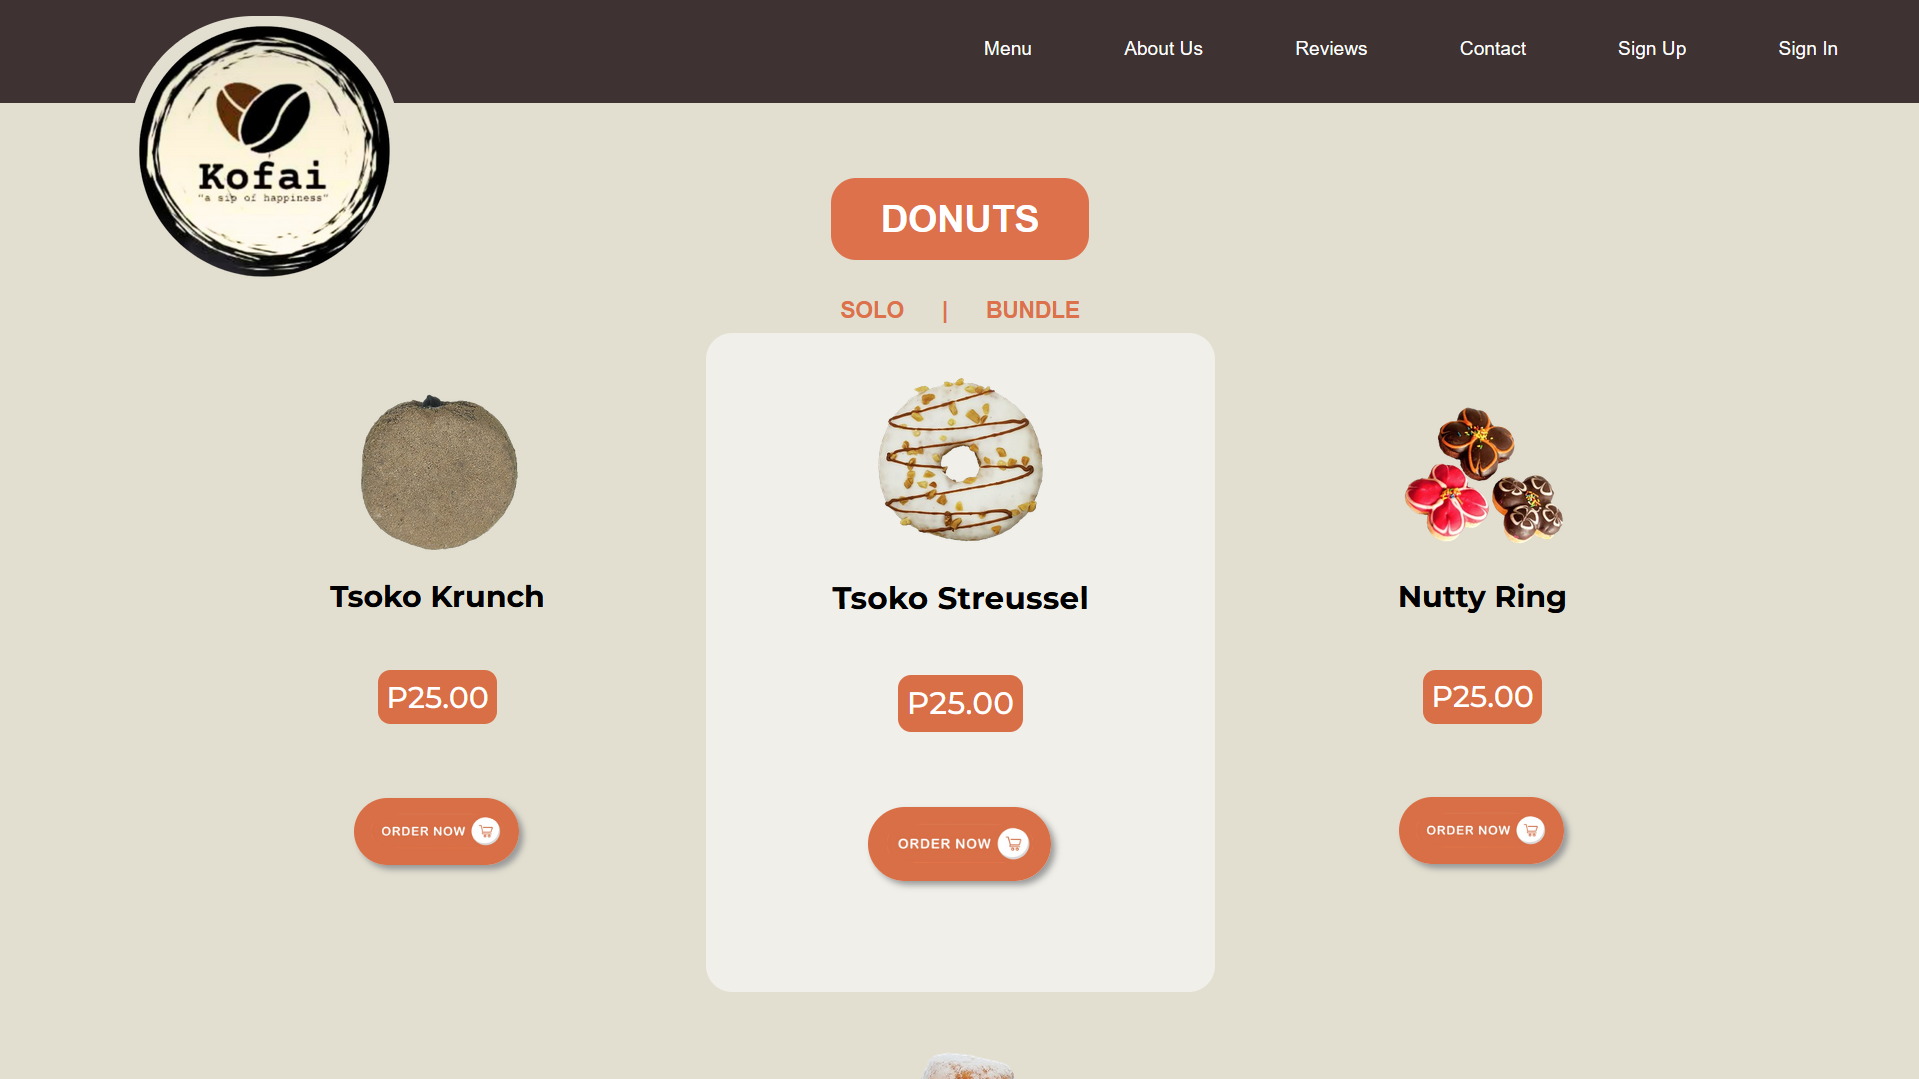 Menu
About Us
Reviews
Contact
Sign Up
Sign In
Kofai
"a sip of happiness"
DONUTS
SOLO | BUNDLE
Tsoko Krunch
P25.00
ORDER NOW
Tsoko Streussel
P25.00
ORDER NOW
Nutty Ring
P25.00
ORDER NOW